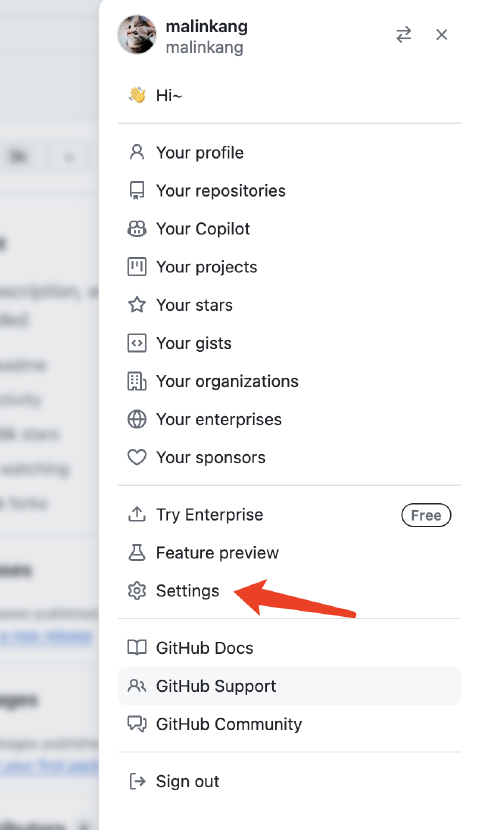 malinkang
malinkang
👋 Hi~
Your profile
Your repositories
Your Copilot
Your projects
Your stars
Your gists
Your organizations
Your enterprises
Your sponsors
Try Enterprise Free
Feature preview
Settings
GitHub Docs
GitHub Support
GitHub Community
Sign out